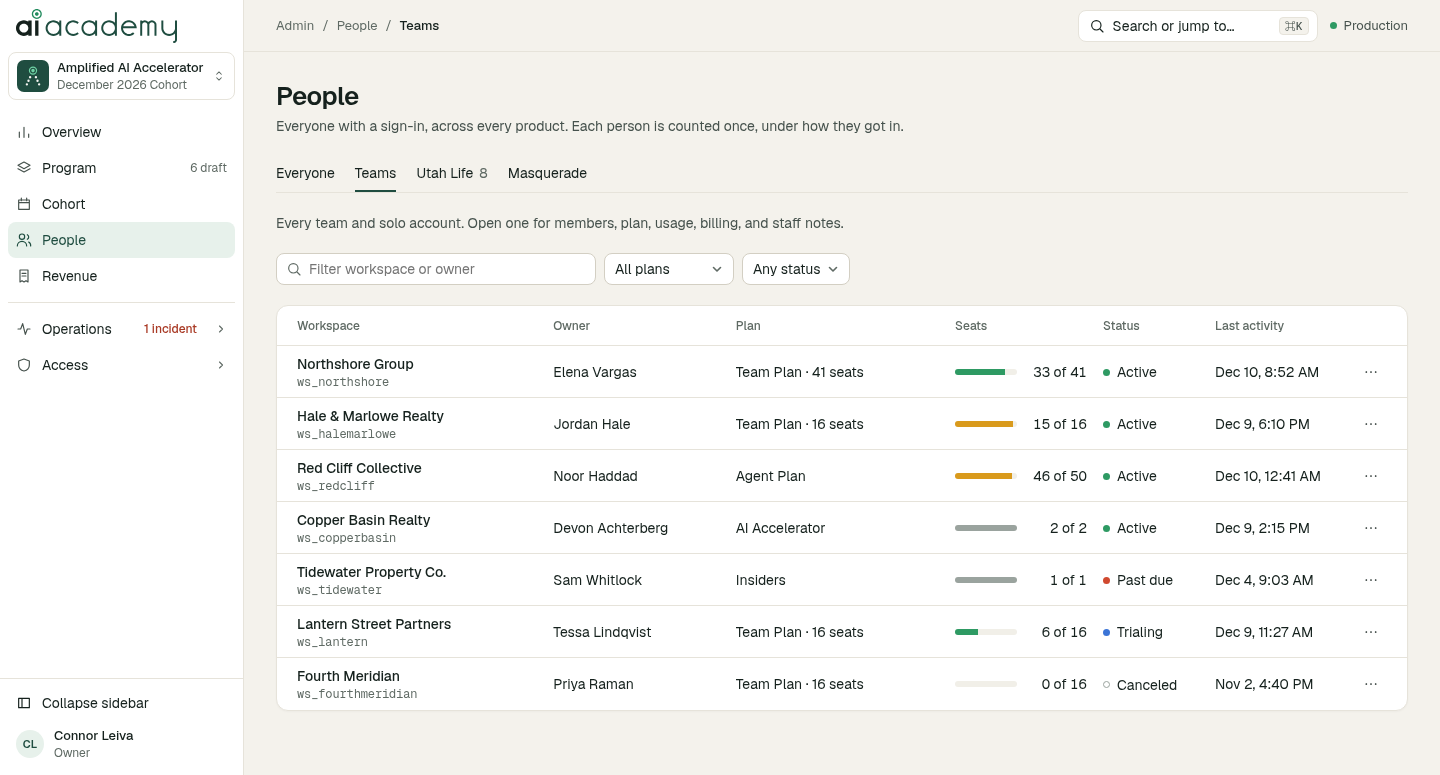 ai academy
Amplified AI Accelerator
December 2026 Cohort
Overview
Program 6 draft
Cohort
People
Revenue
Operations 1 incident
Access
Collapse sidebar
CL
Connor Leiva
Owner
Admin / People / Teams
Search or jump to... ⌘K
Production
People
Everyone with a sign-in, across every product. Each person is counted once, under how they got in.
Everyone Teams Utah Life 8 Masquerade
Every team and solo account. Open one for members, plan, usage, billing, and staff notes.
Filter workspace or owner All plans Any status
Workspace Owner Plan Seats Status Last activity
Northshore Group
ws_northshore
Elena Vargas Team Plan · 41 seats 33 of 41 Active Dec 10, 8:52 AM ...
Hale & Marlowe Realty
ws_halemarlowe
Jordan Hale Team Plan · 16 seats 15 of 16 Active Dec 9, 6:10 PM ...
Red Cliff Collective
ws_redcliff
Noor Haddad Agent Plan 46 of 50 Active Dec 10, 12:41 AM ...
Copper Basin Realty
ws_copperbasin
Devon Achterberg AI Accelerator 2 of 2 Active Dec 9, 2:15 PM ...
Tidewater Property Co.
ws_tidewater
Sam Whitlock Insiders 1 of 1 Past due Dec 4, 9:03 AM ...
Lantern Street Partners
ws_lantern
Tessa Lindqvist Team Plan · 16 seats 6 of 16 Trialing Dec 9, 11:27 AM ...
Fourth Meridian
ws_fourthmeridian
Priya Raman Team Plan · 16 seats 0 of 16 Canceled Nov 2, 4:40 PM ...